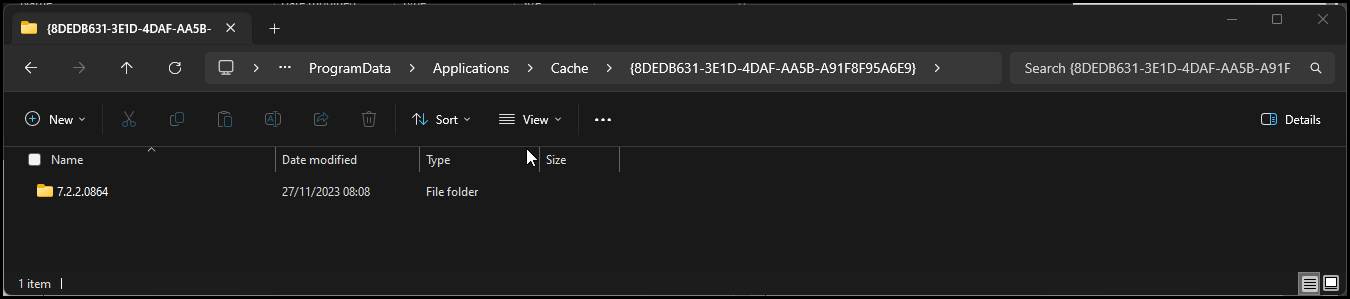 {8DEDB631-3E1D-4DAF-AA5B-
ProgramData Applications Cache {8DEDB631-3E1D-4DAF-AA5B-A91F8F95A6E9} Search {8DEDB631-3E1D-4DAF-AA5B-A91F
New Sort View Details
Name Date modified Type Size
7.2.2.0864 27/11/2023 08:08 File folder
1 item